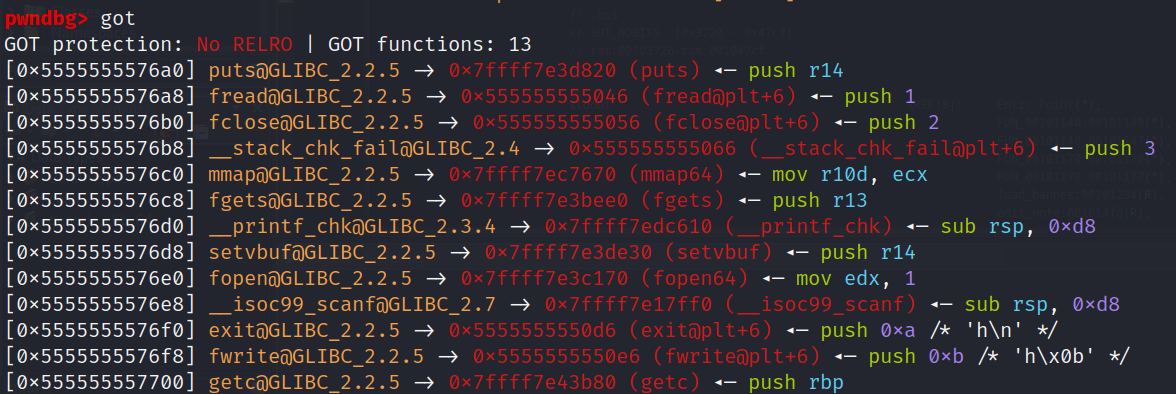 pwndbg> got
GOT protection: No RELRO | GOT functions: 13
[0×5555555576a0] puts@GLIBC_2.2.5 → 0×7ffff7e3d820 (puts) ◂— push r14
[0×5555555576a8] fread@GLIBC_2.2.5 → 0×555555555046 (fread@plt+6) ◂— push 1
[0×5555555576b0] fclose@GLIBC_2.2.5 → 0×555555555056 (fclose@plt+6) ◂— push 2
[0×5555555576b8] __stack_chk_fail@GLIBC_2.4 → 0×555555555066 (__stack_chk_fail@plt+6) ◂— push 3
[0×5555555576c0] mmap@GLIBC_2.2.5 → 0×7ffff7ec7670 (mmap64) ◂— mov r10d, ecx
[0×5555555576c8] fgets@GLIBC_2.2.5 → 0×7ffff7e3bee0 (fgets) ◂— push r13
[0×5555555576d0] __printf_chk@GLIBC_2.3.4 → 0×7ffff7edc610 (__printf_chk) ◂— sub rsp, 0×d8
[0×5555555576d8] setvbuf@GLIBC_2.2.5 → 0×7ffff7e3de30 (setvbuf) ◂— push r14
[0×5555555576e0] fopen@GLIBC_2.2.5 → 0×7ffff7e3c170 (fopen64) ◂— mov edx, 1
[0×5555555576e8] __isoc99_scanf@GLIBC_2.7 → 0×7ffff7e17ff0 (__isoc99_scanf) ◂— sub rsp, 0×d8
[0×5555555576f0] exit@GLIBC_2.2.5 → 0×5555555550d6 (exit@plt+6) ◂— push 0×a /* 'h\n' */
[0×5555555576f8] fwrite@GLIBC_2.2.5 → 0×5555555550e6 (fwrite@plt+6) ◂— push 0×b /* 'h\x0b' */
[0×555555557700] getc@GLIBC_2.2.5 → 0×7ffff7e43b80 (getc) ◂— push rbp